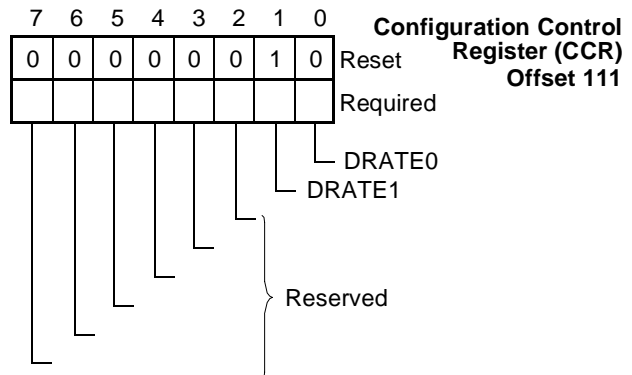 7 6 5 4 3 2 1 0
Configuration Control
Register (CCR)
Offset 111
0 0 0 0 0 0 1 0 Reset
Required
DRATE0
DRATE1
Reserved